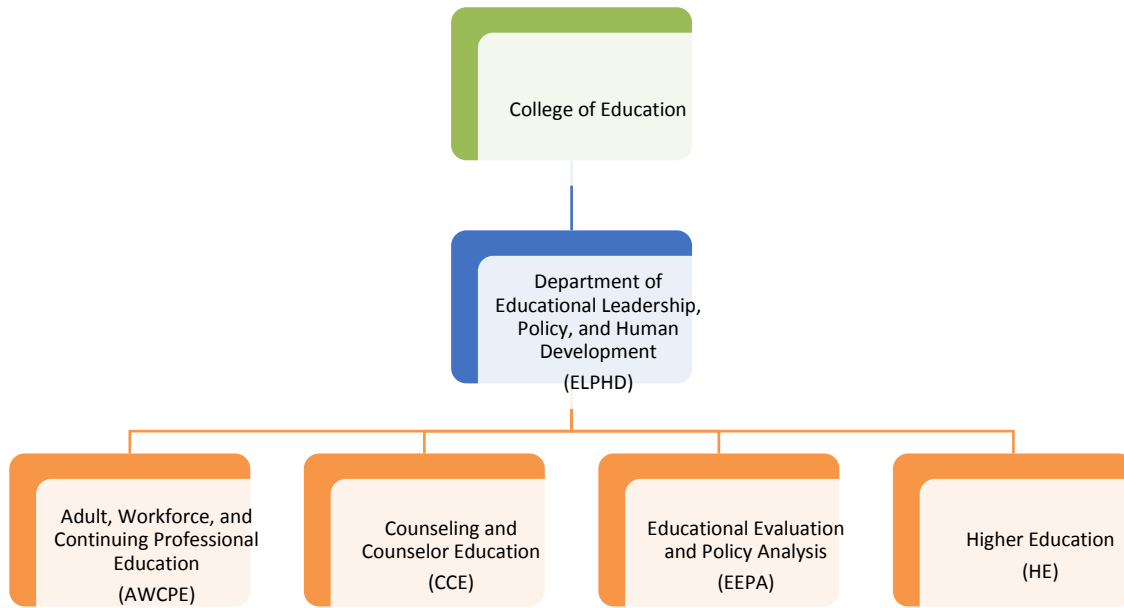 College of Education
Department of
Educational Leadership,
Policy, and Human
Development
(ELPHD)
Adult, Workforce, and
Continuing Professional
Education
(AWCPE)
Counseling and
Counselor Education
(CCE)
Educational Evaluation
and Policy Analysis
(EEPA)
Higher Education
(HE)